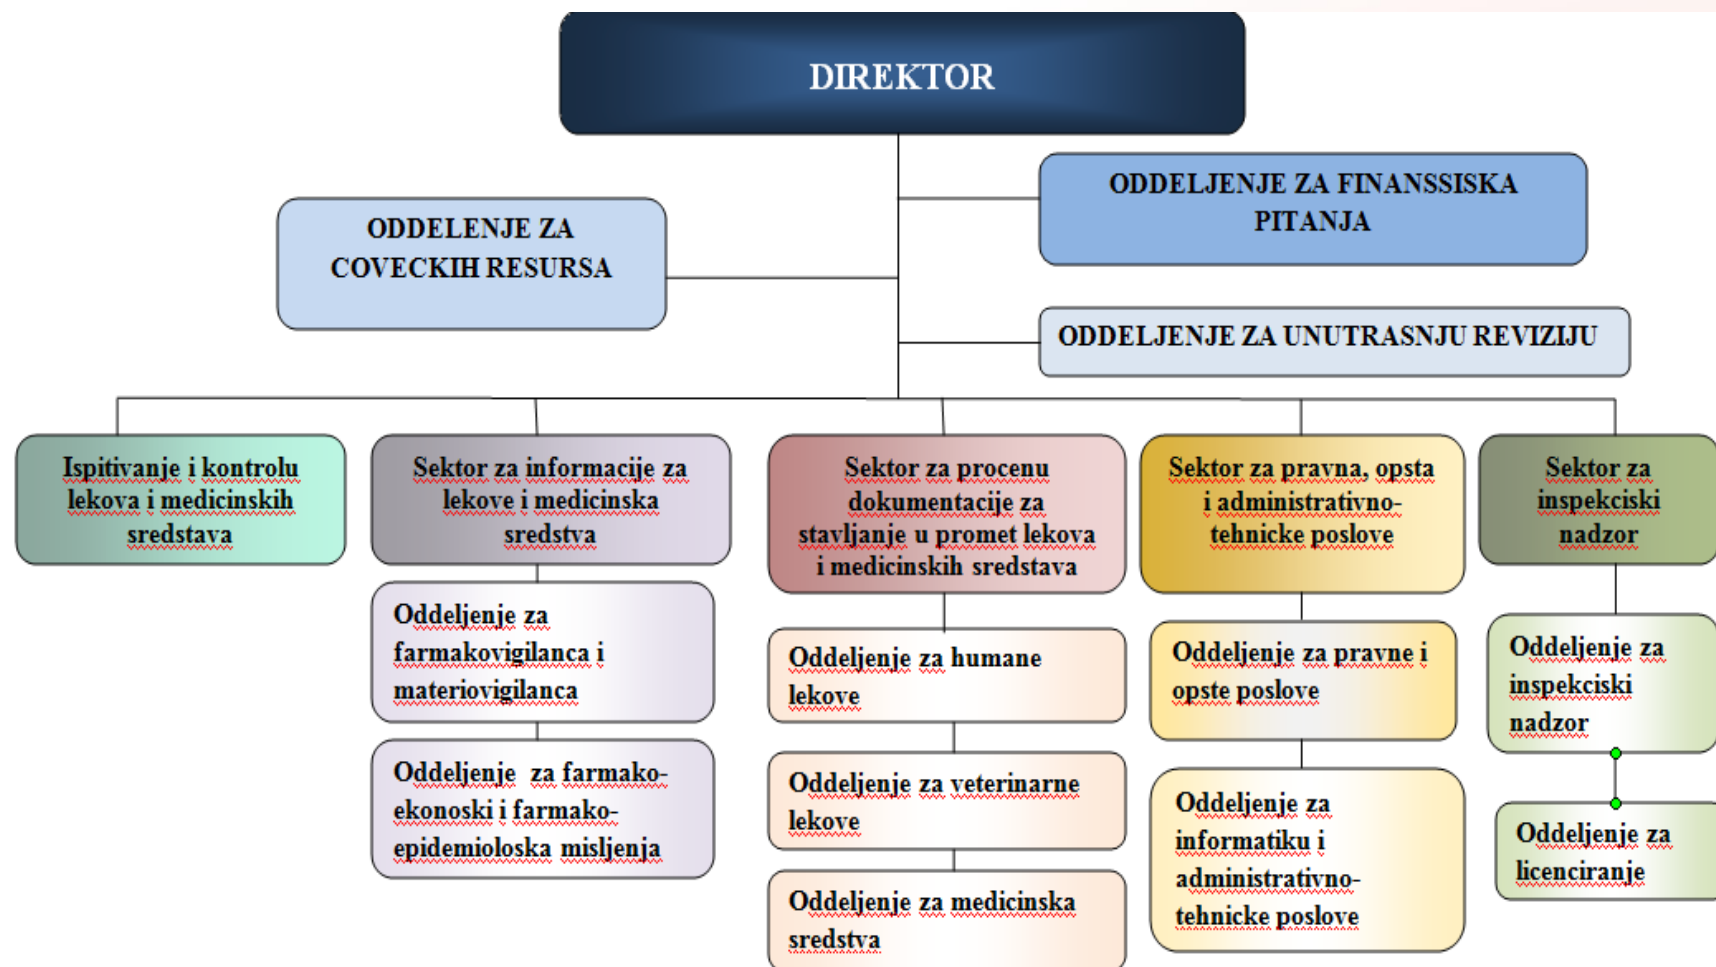 DIREKTOR
ODDELJENJE ZA FINANSSISKA
PITANJA
ODDELENJE ZA
COVECKIH RESURSA
ODDELJENJE ZA UNUTRASNJU REVIZIJU
Ispitivanje i kontrolu
lekova i medicinskih
sredstava
Sektor za informacije za
lekove i medicinska
sredstva
Oddeljenje za
farmakovigilanca i
materiovigilanca
Oddeljenje  za farmako-
ekonoski i farmako-
epidemioloska misljenja
Sektor za procenu
dokumentacije za
stavljanje u promet lekova
i medicinskih sredstava
Oddeljenje za humane
lekove
Oddeljenje za veterinarne
lekove
Oddeljenje za medicinska
sredstva
Sektor za pravna, opsta
i administrativno-
tehnicke poslove
Oddeljenje za pravne i
opste poslove
Oddeljenje za
informatiku i
administrativno-
tehnicke poslove
Sektor za
inspekciski
nadzor
Oddeljenje za
inspekciski
nadzor
Oddeljenje za
licenciranje